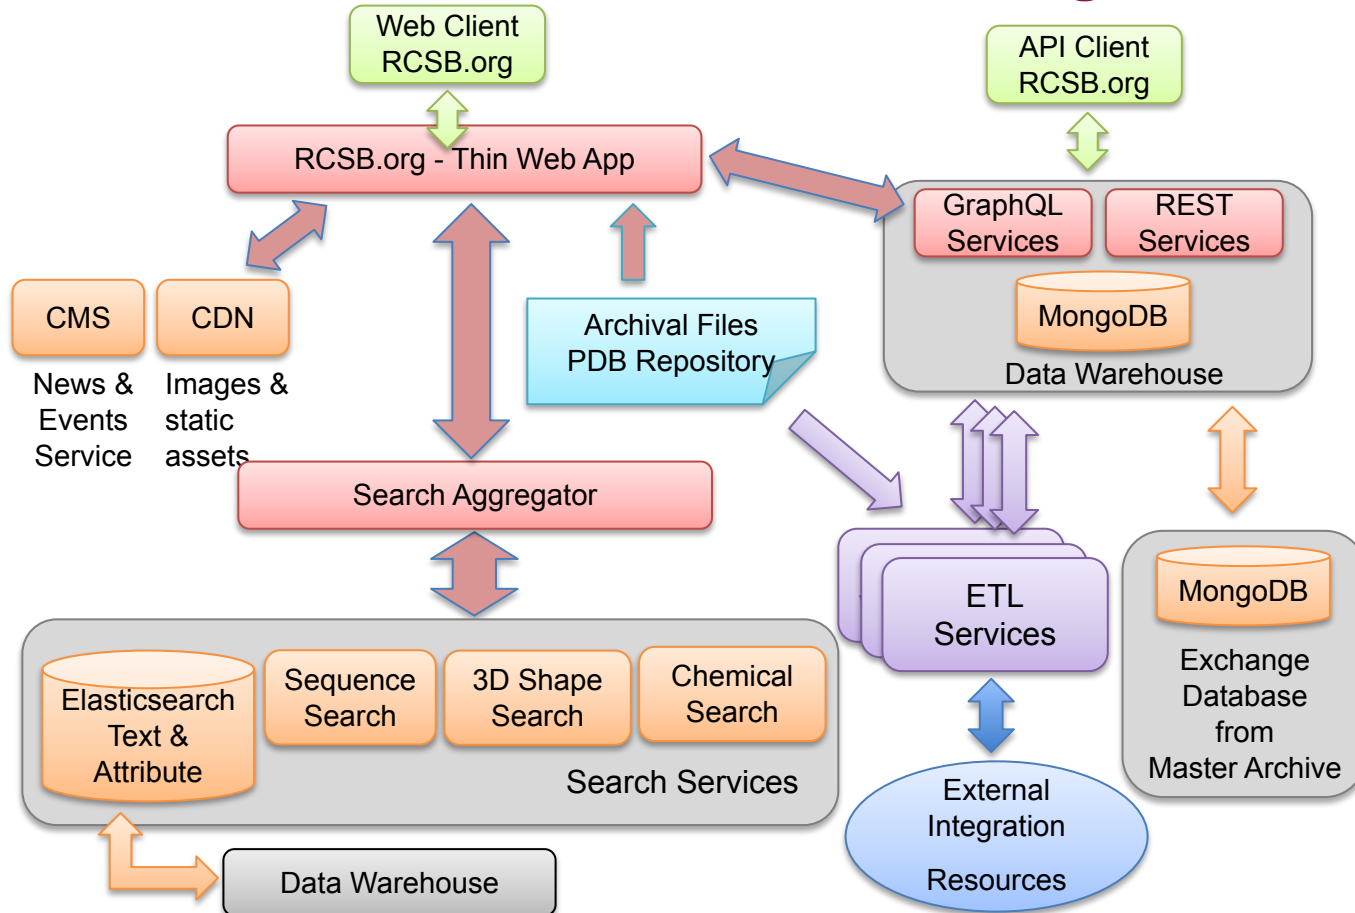 Web Client
RCSB.org
API Client
RCSB.org
RCSB.org - Thin Web App
GraphQL
Services
REST
Services
MongoDB
Data Warehouse
CMS
CDN
News &
Events
Service
Images &
static
assets
Archival Files
PDB Repository
Search Aggregator
ETL
Services
MongoDB
Exchange
Database
from
Master Archive
Elasticsearch
Text &
Attribute
Sequence
Search
3D Shape
Search
Chemical
Search
Search Services
External
Integration
Resources
Data Warehouse